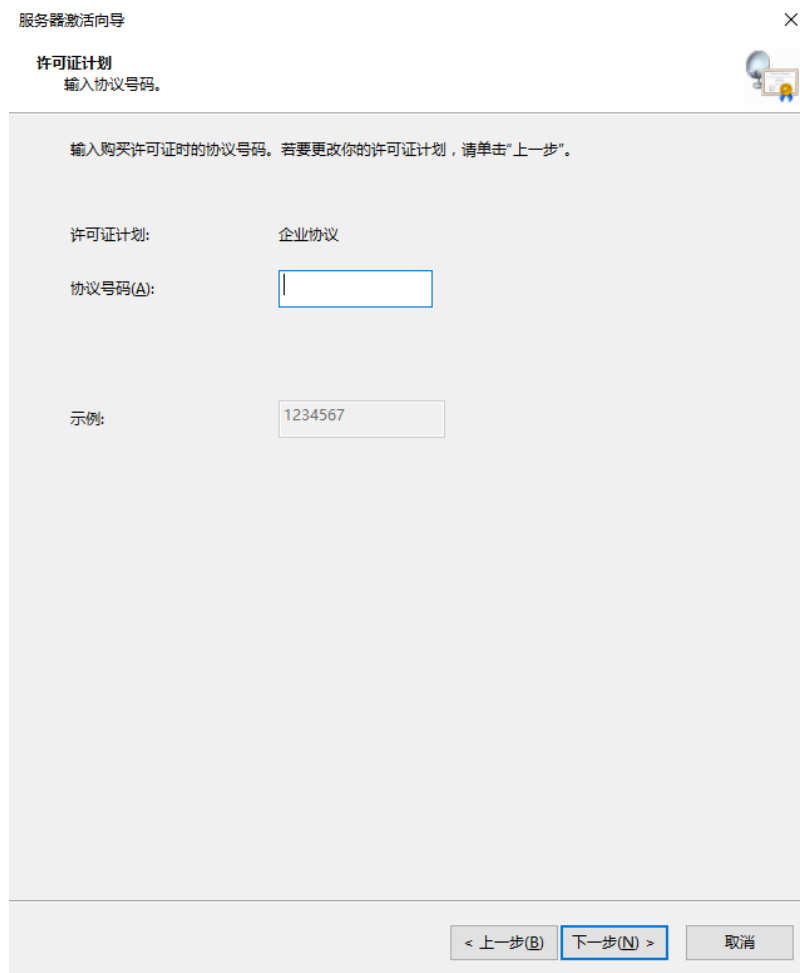 服务器激活向导
许可证计划
输入协议号码。
输入购买许可证时的协议号码。若要更改你的许可证计划，请单击"上一步"。
许可证计划: 企业协议
协议号码(A):
示例: 1234567
< 上一步(B) 下一步(N) > 取消